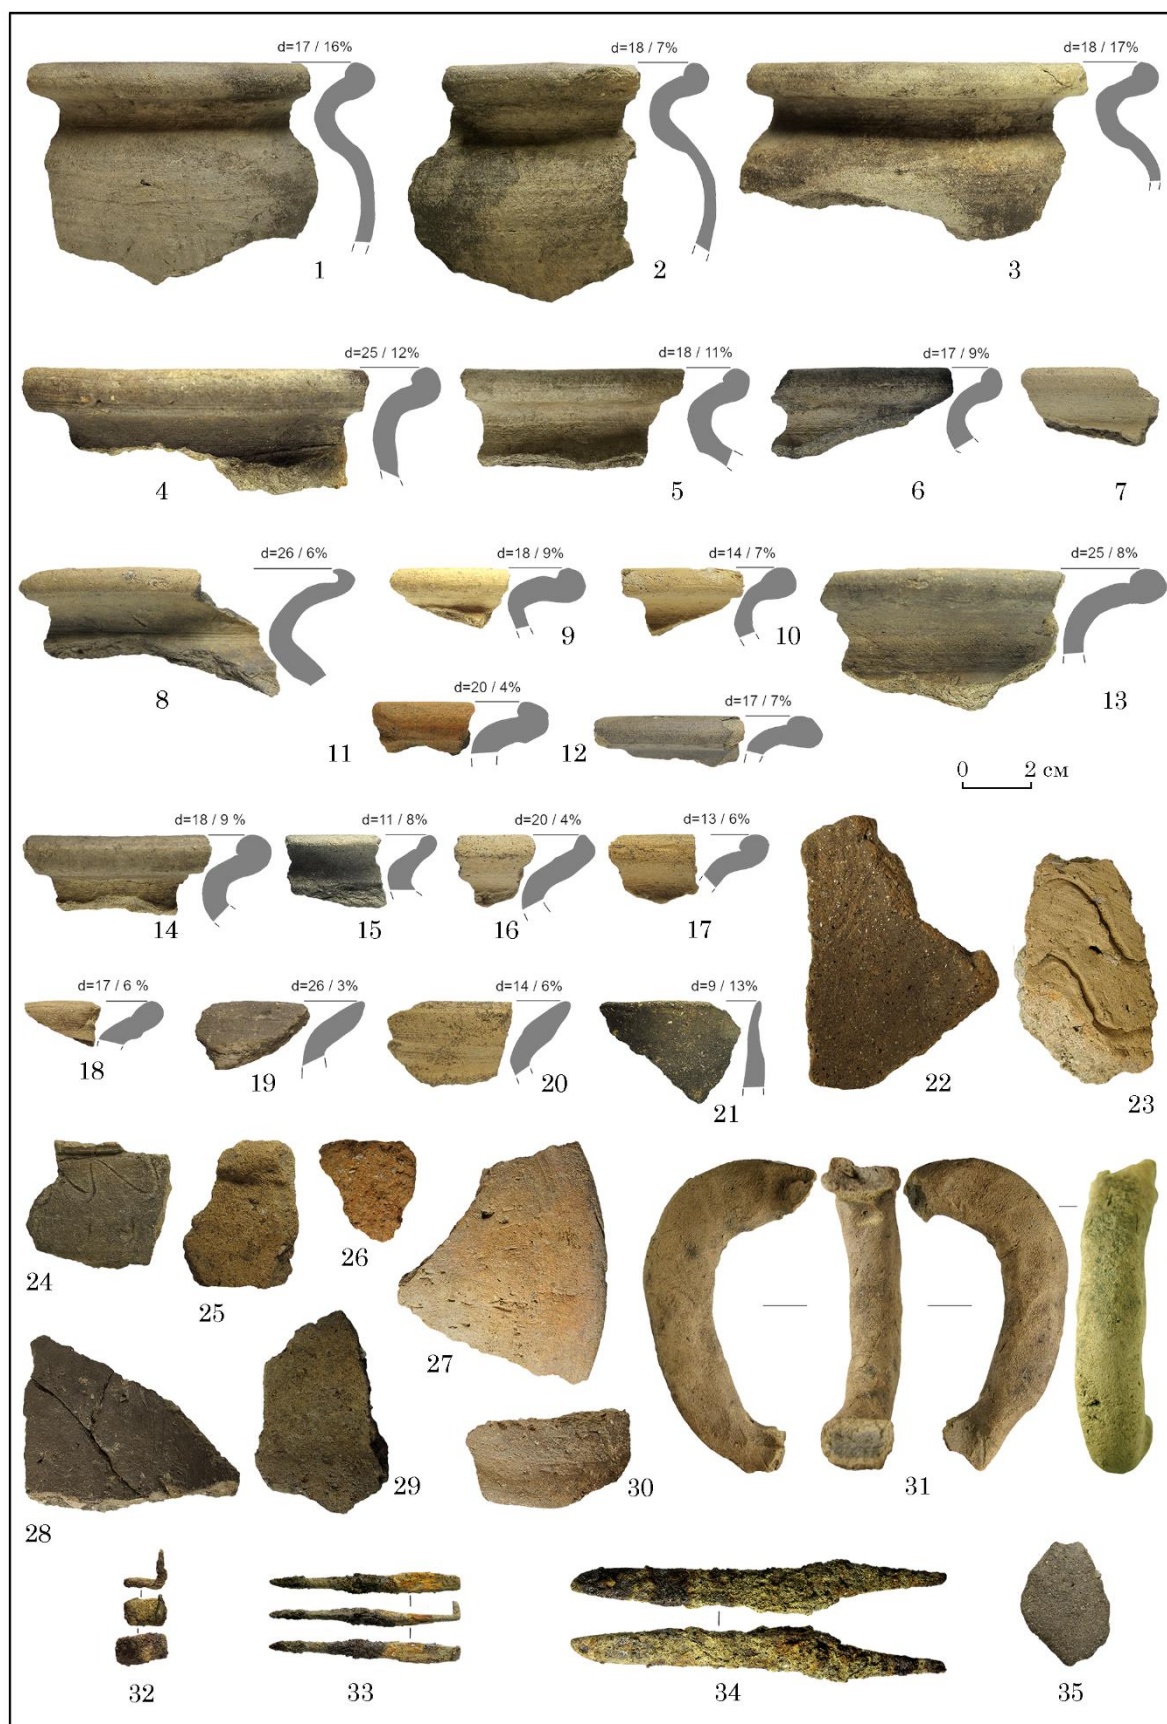 d=17 / 16%
d=18 / 7%
d=18 / 17%
1
2
3
d=25 / 12%
d=18 / 11%
d=17 / 9%
4
5
6
7
d=26 / 6%
d=18 / 9%
d=14 / 7%
d=25 / 8%
8
9
10
13
d=20 / 4%
d=17 / 7%
11
12
0 2 см
d=18 / 9 %
d=11 / 8%
d=20 / 4%
d=13 / 6%
14
15
16
17
22
23
d=17 / 6 %
d=26 / 3%
d=14 / 6%
d=9 / 13%
18
19
20
21
24
25
26
27
28
29
30
31
32
33
34
35